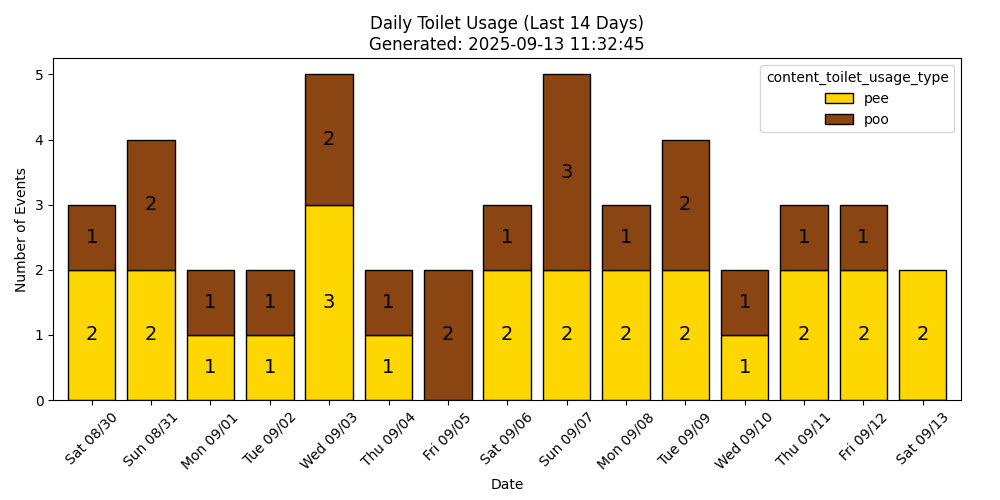 Daily Toilet Usage (Last 14 Days)
Generated: 2025-09-13 11:32:45
Number of Events
5
4
3
2
1
0
content_toilet_usage_type
pee
poo
1
2
2
2
1
1
1
1
2
3
1
1
2
1
2
3
2
1
2
2
2
1
1
1
2
1
2
2
Sat 08/30
Sun 08/31
Mon 09/01
Tue 09/02
Wed 09/03
Thu 09/04
Fri 09/05
Sat 09/06
Sun 09/07
Mon 09/08
Tue 09/09
Wed 09/10
Thu 09/11
Fri 09/12
Sat 09/13
Date